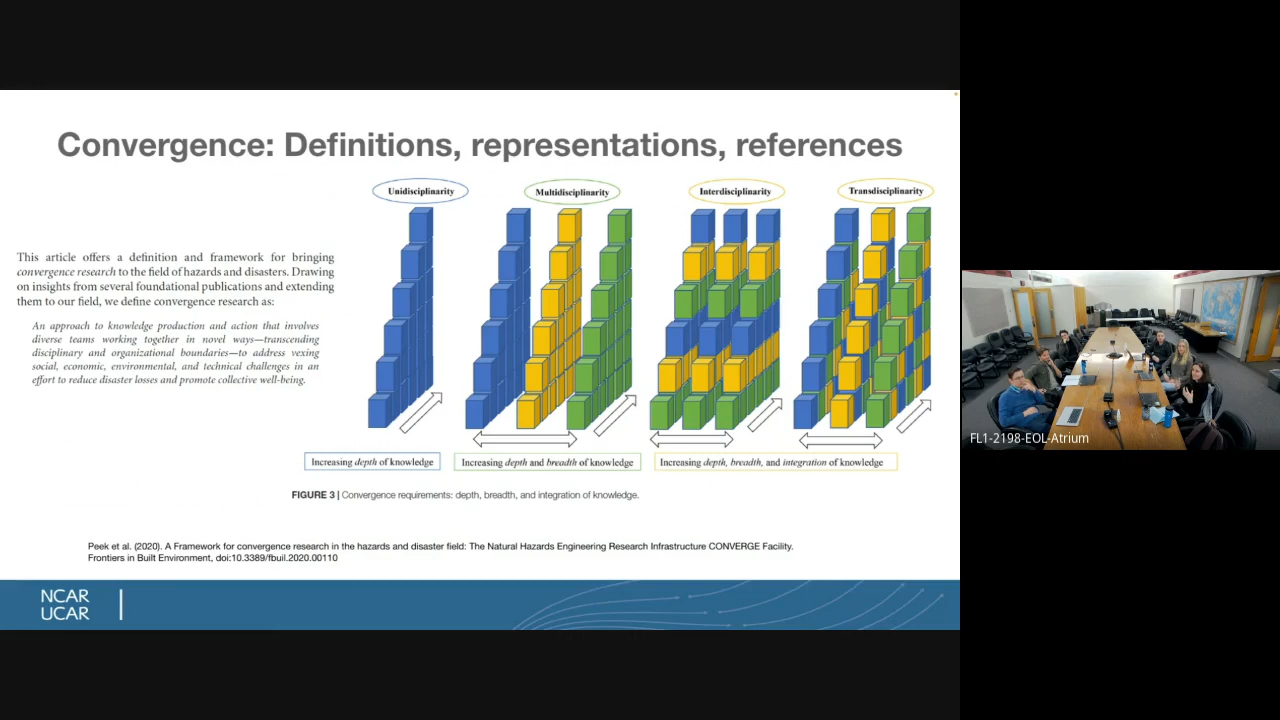 Convergence: Definitions, representations, references
Unidisciplinarity
Multidisciplinarity
Interdisciplinarity
Transdisciplinarity
This article offers a definition and framework for bringing
convergence research to the field of hazards and disasters. Drawing
on insights from several foundational publications and extending
them to our field, we define convergence research as:
An approach to knowledge production and action that involves
diverse teams working together in novel ways—transcending
disciplinary and organizational boundaries—to address vexing
social, economic, environmental, and technical challenges in an
effort to reduce disaster losses and promote collective well-being.
Increasing depth of knowledge
Increasing depth and breadth of knowledge
Increasing depth, breadth, and integration of knowledge
FIGURE 3 | Convergence requirements: depth, breadth, and integration of knowledge.
Peek et al. (2020). A Framework for convergence research in the hazards and disaster field: The Natural Hazards Engineering Research Infrastructure CONVERGE Facility.
Frontiers in Built Environment, doi:10.3389/fbuil.2020.00110
NCAR
UCAR
FL1-2198-EOL-Atrium